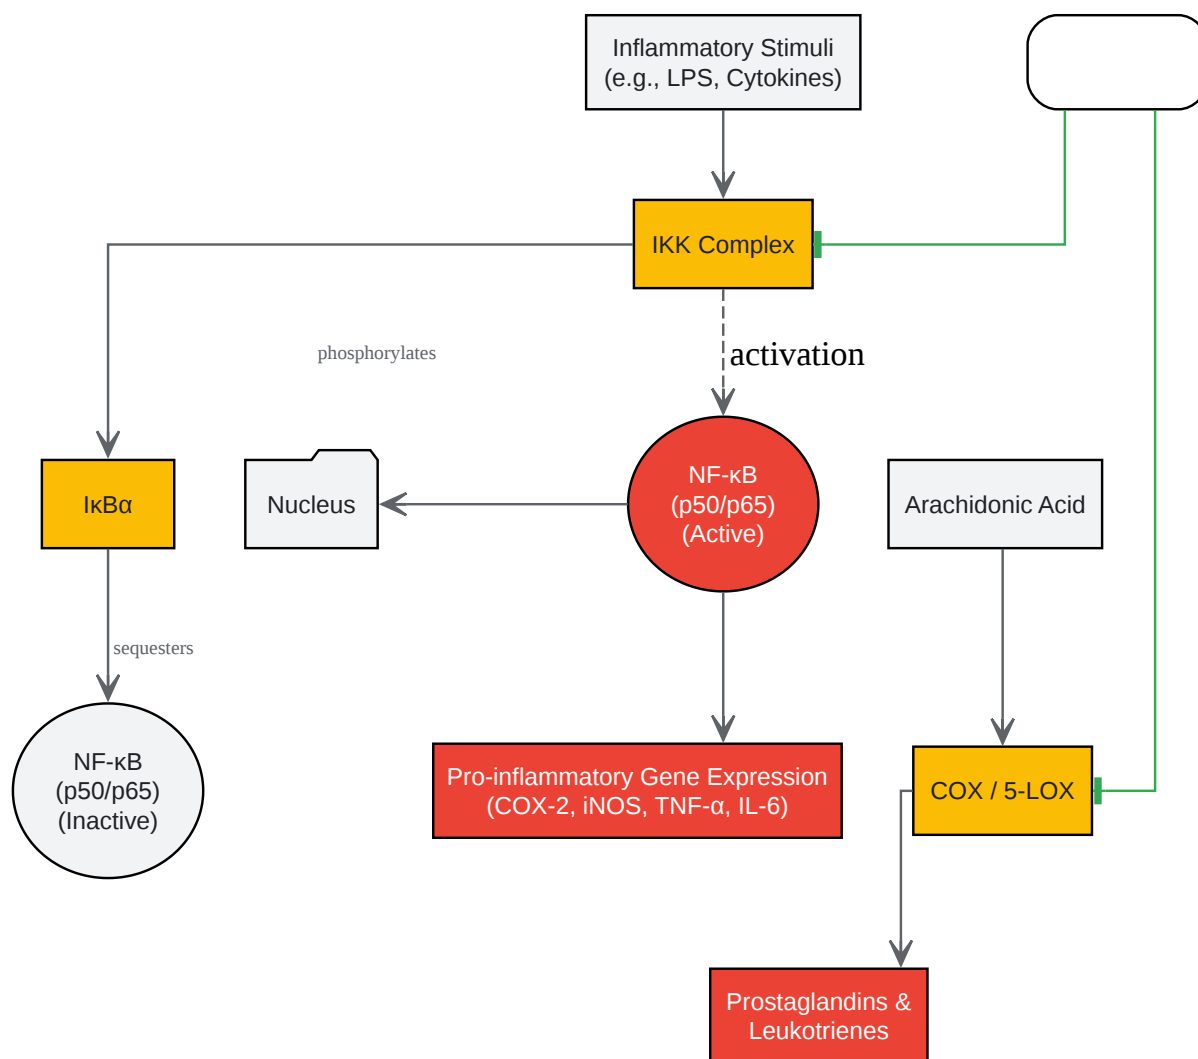 Inflammatory Stimuli
(e.g., LPS, Cytokines)
IKK Complex
phosphorylates
activation
IκBα
Nucleus
NF-κB
(p50/p65)
(Active)
Arachidonic Acid
sequesters
NF-κB
(p50/p65)
(Inactive)
Pro-inflammatory Gene Expression
(COX-2, iNOS, TNF-α, IL-6)
COX / 5-LOX
Prostaglandins &
Leukotrienes